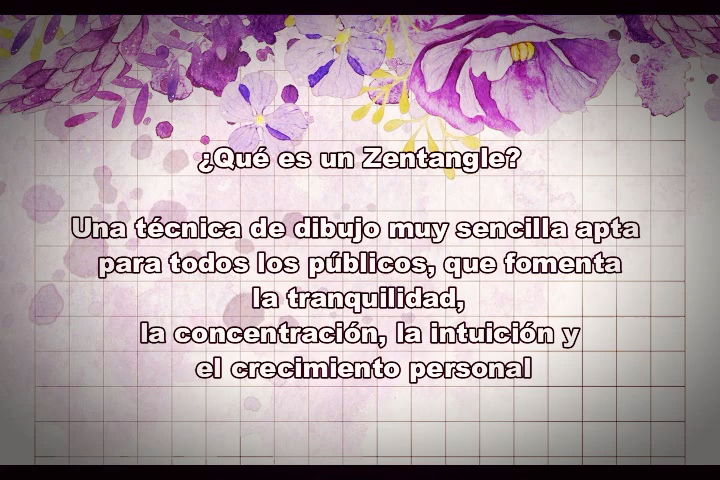 ¿Qué es un Zentangle?
Una técnica de dibujo muy sencilla apta
para todos los públicos, que fomenta
la tranquilidad,
la concentración, la intuición y
el crecimiento personal